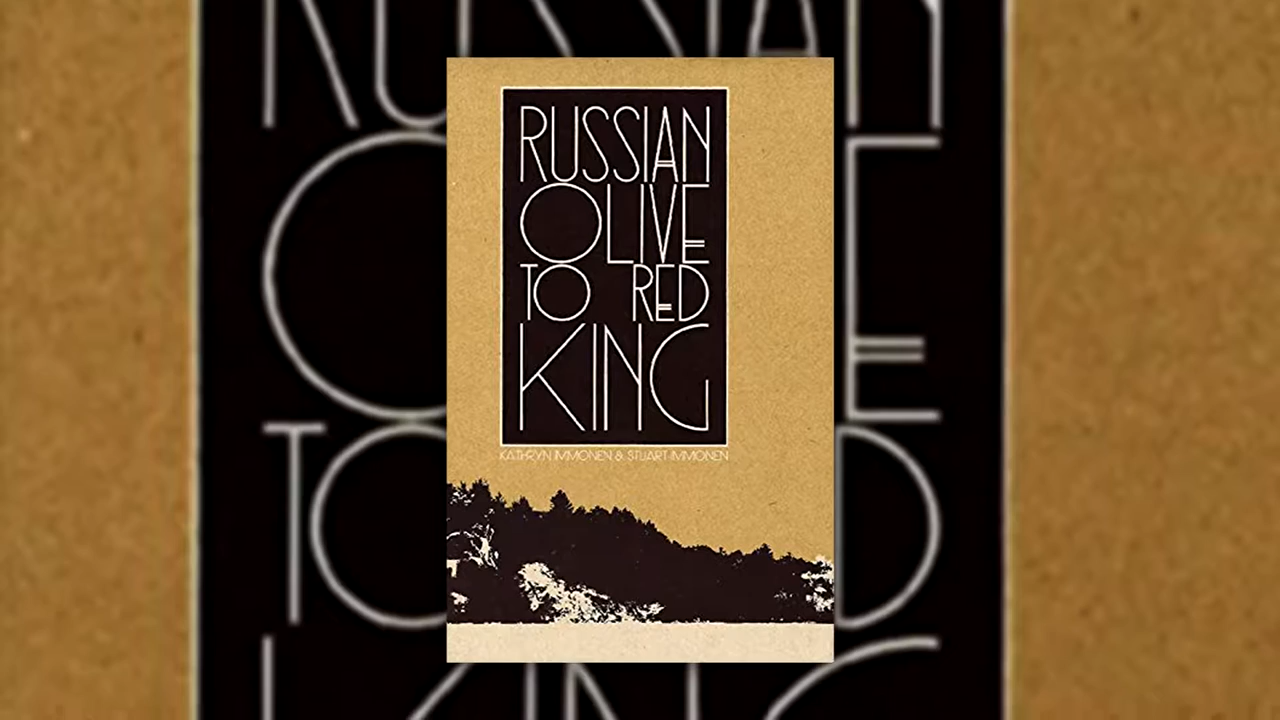 RUSSIAN
OLIVE
TO RED
KING
KATHRYN IMMONEN & STUART IMMONEN